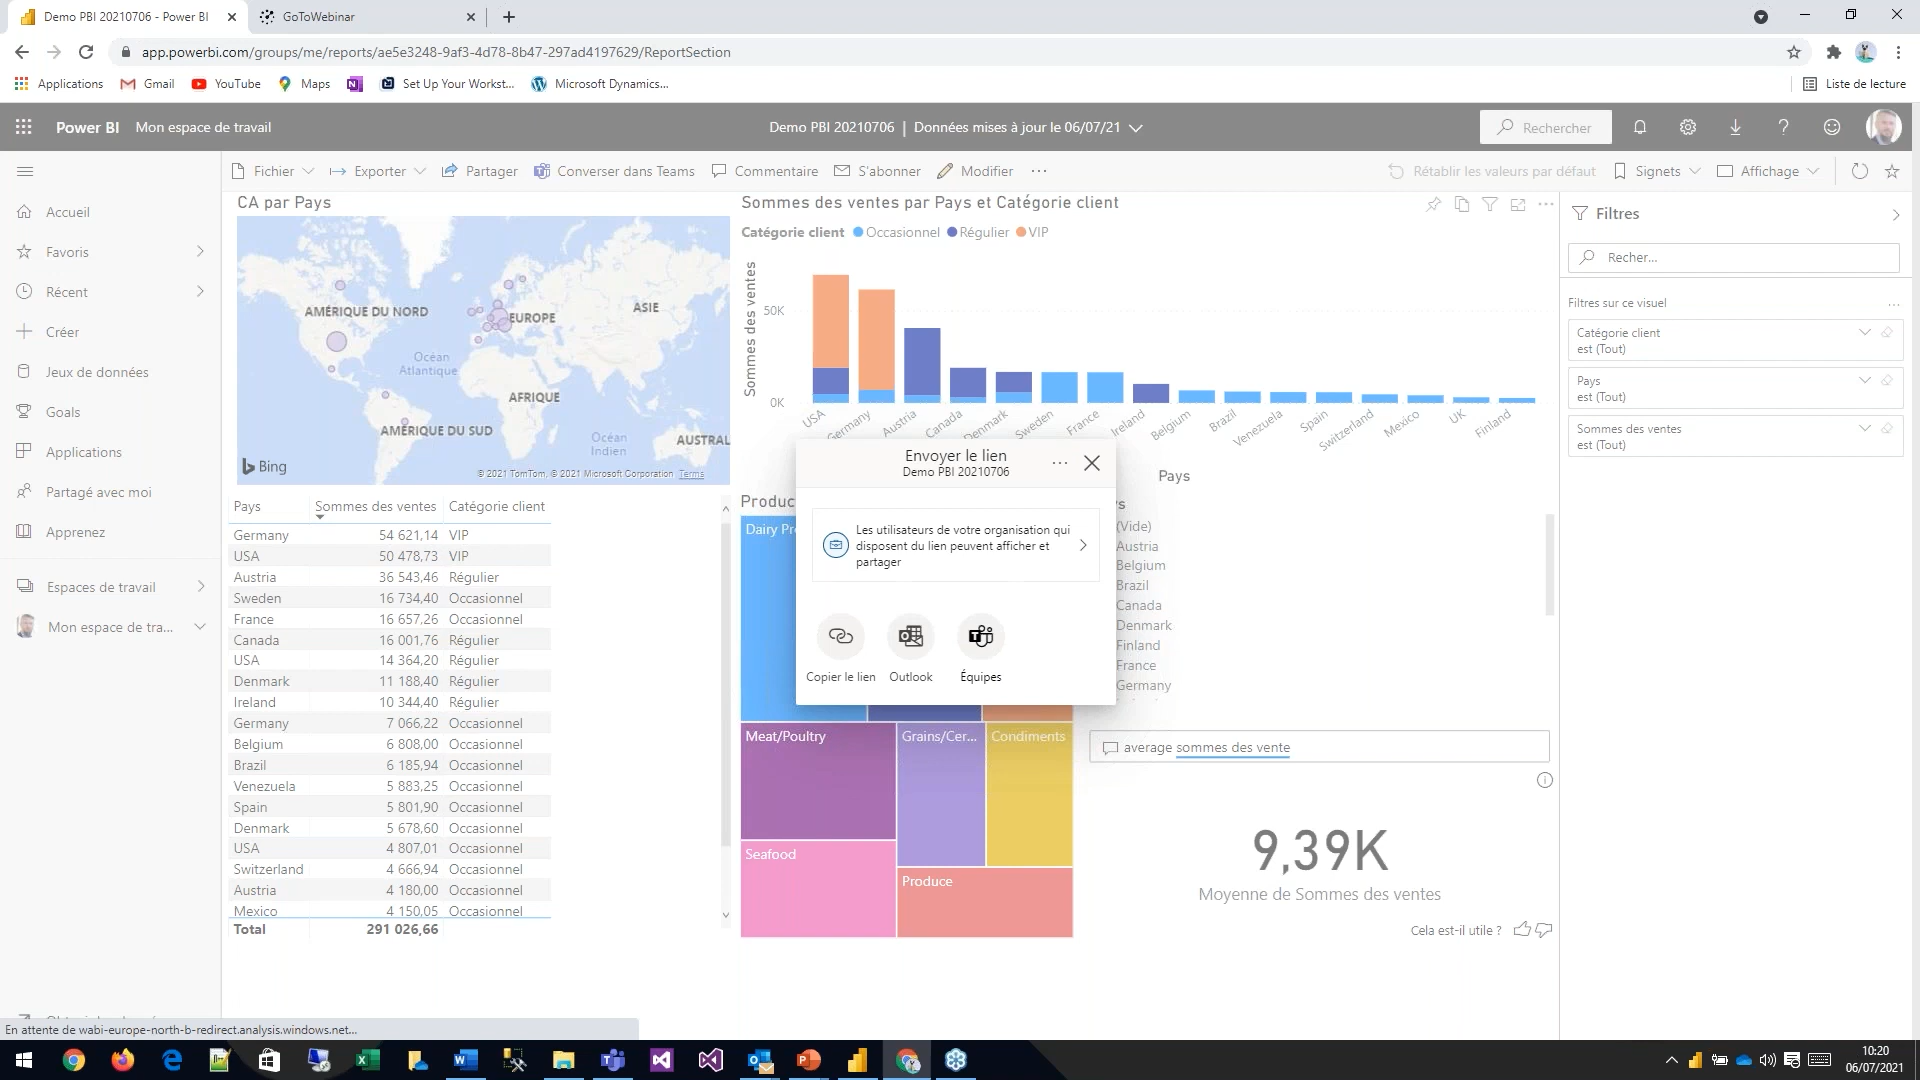 Demo PBI 20210706 - Power BI
GoToWebinar
app.powerbi.com/groups/me/reports/ae5e3248-9af3-4d78-8b47-297ad4197629/ReportSection
Applications
Gmail
YouTube
Maps
Set Up Your Workst...
Microsoft Dynamics...
Liste de lecture
Power BI
Mon espace de travail
Demo PBI 20210706 | Données mises à jour le 06/07/21
Rechercher
Fichier
Exporter
Partager
Converser dans Teams
Commentaire
S'abonner
Modifier
Rétablir les valeurs par défaut
Signets
Affichage
Accueil
Favoris
Récent
Créer
Jeux de données
Goals
Applications
Partagé avec moi
Apprenez
Espaces de travail
Mon espace de tra...
CA par Pays
AMÉRIQUE DU NORD
EUROPE
ASIE
Océan
Atlantique
AFRIQUE
AMÉRIQUE DU SUD
Océan
Indien
AUSTRAL
Bing
© 2021 TomTom, © 2021 Microsoft Corporation Terms
Sommes des ventes par Pays et Catégorie client
Catégorie client Occasionnel Régulier VIP
Sommes des ventes
50K
0K
USA
Germany
Austria
Canada
Denmark
Sweden
France
Ireland
Belgium
Brazil
Venezuela
Spain
Switzerland
Mexico
UK
Finland
Pays
Filtres
Recher...
Filtres sur ce visuel
Catégorie client
est (Tout)
Pays
est (Tout)
Sommes des ventes
est (Tout)
Envoyer le lien
Demo PBI 20210706
Les utilisateurs de votre organisation qui
disposent du lien peuvent afficher et
partager
Copier le lien
Outlook
Équipes
Pays Sommes des ventes Catégorie client
Germany 54 621,14 VIP
USA 50 478,73 VIP
Austria 36 543,46 Régulier
Sweden 16 734,40 Occasionnel
France 16 657,26 Occasionnel
Canada 16 001,76 Régulier
USA 14 364,20 Régulier
Denmark 11 188,40 Régulier
Ireland 10 344,40 Régulier
Germany 7 066,22 Occasionnel
Belgium 6 808,00 Occasionnel
Brazil 6 185,94 Occasionnel
Venezuela 5 883,25 Occasionnel
Spain 5 801,90 Occasionnel
Denmark 5 678,60 Occasionnel
USA 4 807,01 Occasionnel
Switzerland 4 666,94 Occasionnel
Austria 4 180,00 Occasionnel
Mexico 4 150,05 Occasionnel
Total 291 026,66
Produc
Dairy Pr
Meat/Poultry
Grains/Cer...
Condiments
Seafood
Produce
s
(Vide)
Austria
Belgium
Brazil
Canada
Denmark
Finland
France
Germany
average sommes des vente
9,39K
Moyenne de Sommes des ventes
Cela est-il utile ?
En attente de wabi-europe-north-b-redirect.analysis.windows.net...
10:20
06/07/2021